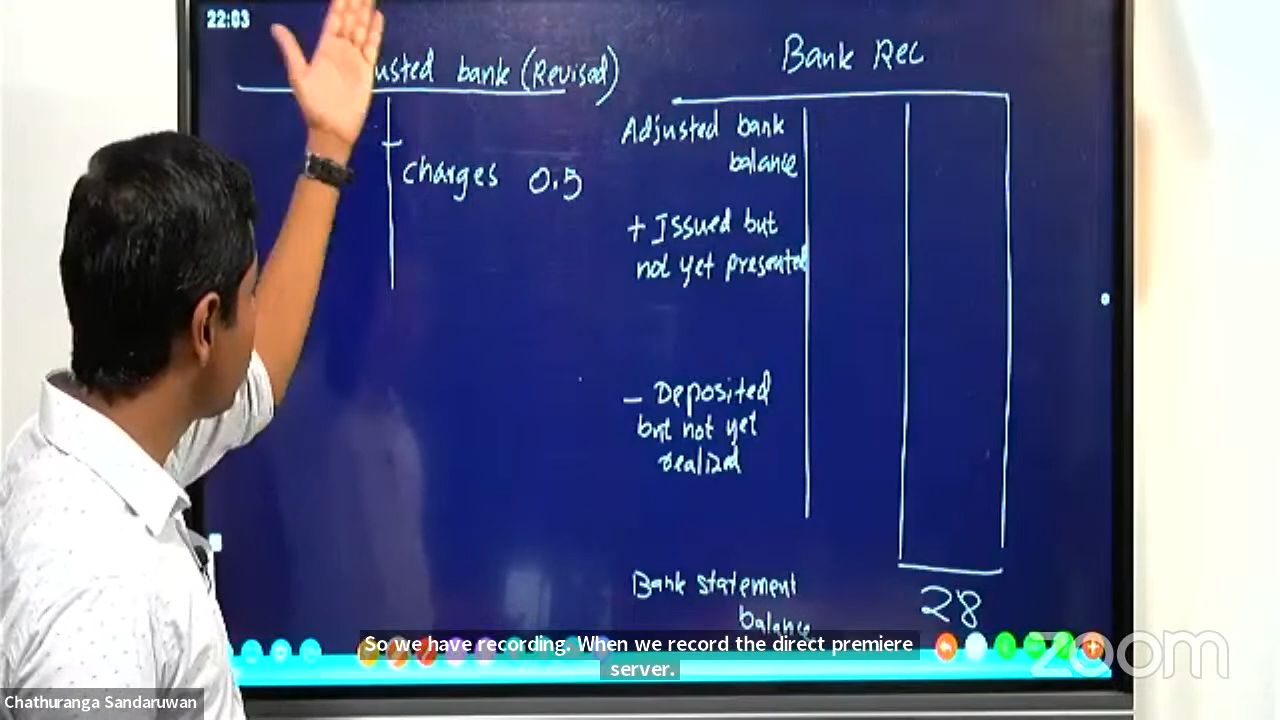 22:03
usted bank (Revised)
charges 0.5
Bank Rec
Adjusted bank
balance
+ Issued but
not yet presented
- Deposited
but not yet
realized
Bank statement
balance
28
So we have recording. When we record the direct premiere
server.
zoom
Chathuranga Sandaruwan